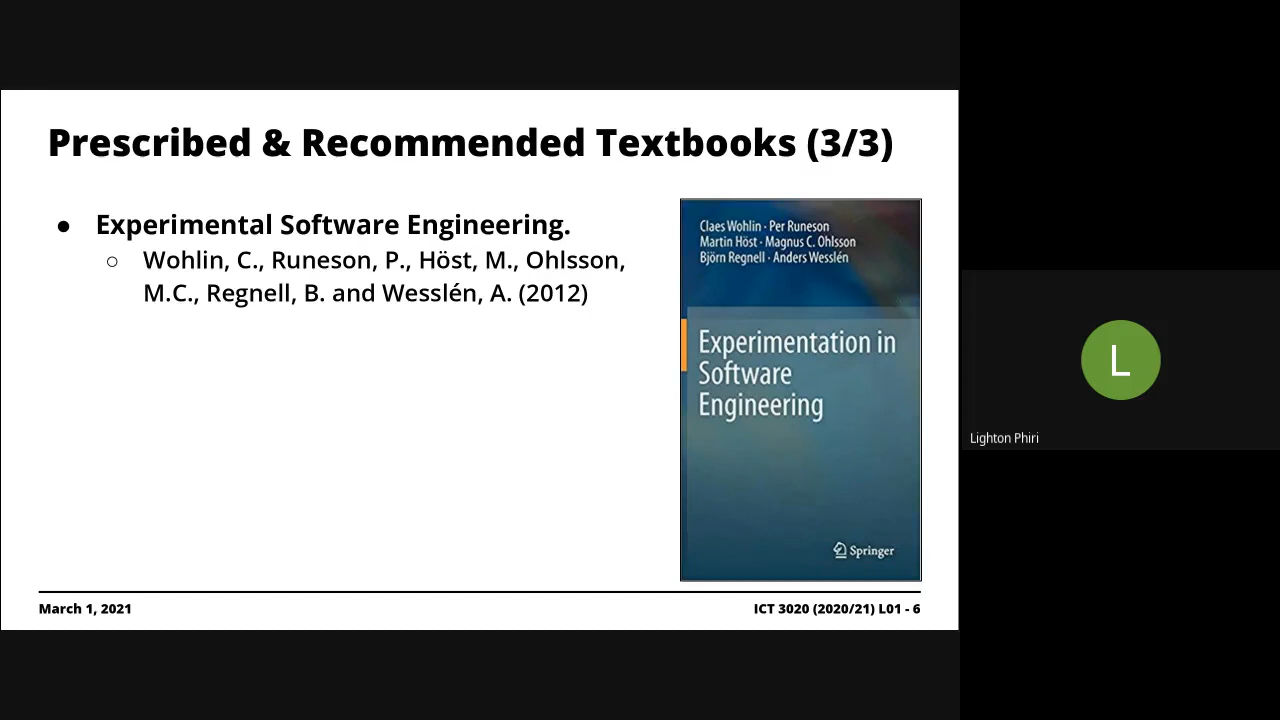 Prescribed & Recommended Textbooks (3/3)
● Experimental Software Engineering.
○ Wohlin, C., Runeson, P., Höst, M., Ohlsson,
M.C., Regnell, B. and Wesslén, A. (2012)
Claes Wohlin · Per Runeson
Martin Höst · Magnus C. Ohlsson
Björn Regnell · Anders Wesslén
Experimentation in
Software
Engineering
Springer
March 1, 2021
ICT 3020 (2020/21) L01 - 6
L
Lighton Phiri